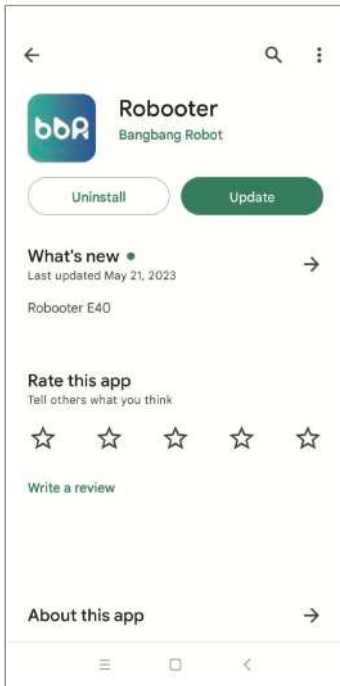 bbR
Robooter
Bangbang Robot
Uninstall
Update
What's new
Last updated May 21, 2023
Robooter E40
Rate this app
Tell others what you think
Write a review
About this app